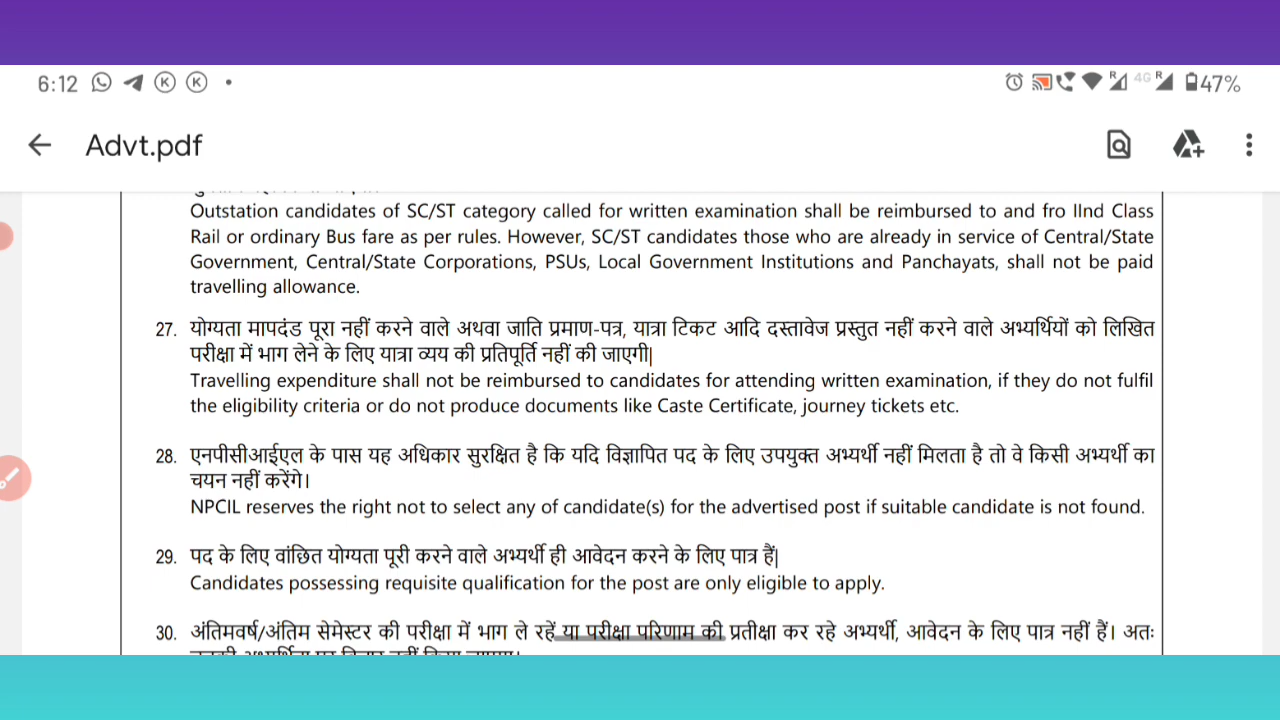 6:12
4G
47%
Advt.pdf
Outstation candidates of SC/ST category called for written examination shall be reimbursed to and fro IInd Class
Rail or ordinary Bus fare as per rules. However, SC/ST candidates those who are already in service of Central/State
Government, Central/State Corporations, PSUs, Local Government Institutions and Panchayats, shall not be paid
travelling allowance.
27. योग्यता मापदंड पूरा नहीं करने वाले अथवा जाति प्रमाण-पत्र, यात्रा टिकट आदि दस्तावेज प्रस्तुत नहीं करने वाले अभ्यर्थियों को लिखित
परीक्षा में भाग लेने के लिए यात्रा व्यय की प्रतिपूर्ति नहीं की जाएगी|
Travelling expenditure shall not be reimbursed to candidates for attending written examination, if they do not fulfil
the eligibility criteria or do not produce documents like Caste Certificate, journey tickets etc.
28. एनपीसीआईएल के पास यह अधिकार सुरक्षित है कि यदि विज्ञापित पद के लिए उपयुक्त अभ्यर्थी नहीं मिलता है तो वे किसी अभ्यर्थी का
चयन नहीं करेंगे।
NPCIL reserves the right not to select any of candidate(s) for the advertised post if suitable candidate is not found.
29. पद के लिए वांछित योग्यता पूरी करने वाले अभ्यर्थी ही आवेदन करने के लिए पात्र हैं|
Candidates possessing requisite qualification for the post are only eligible to apply.
30. अंतिमवर्ष/अंतिम सेमेस्टर की परीक्षा में भाग ले रहें या परीक्षा परिणाम की प्रतीक्षा कर रहे अभ्यर्थी, आवेदन के लिए पात्र नहीं हैं। अतः